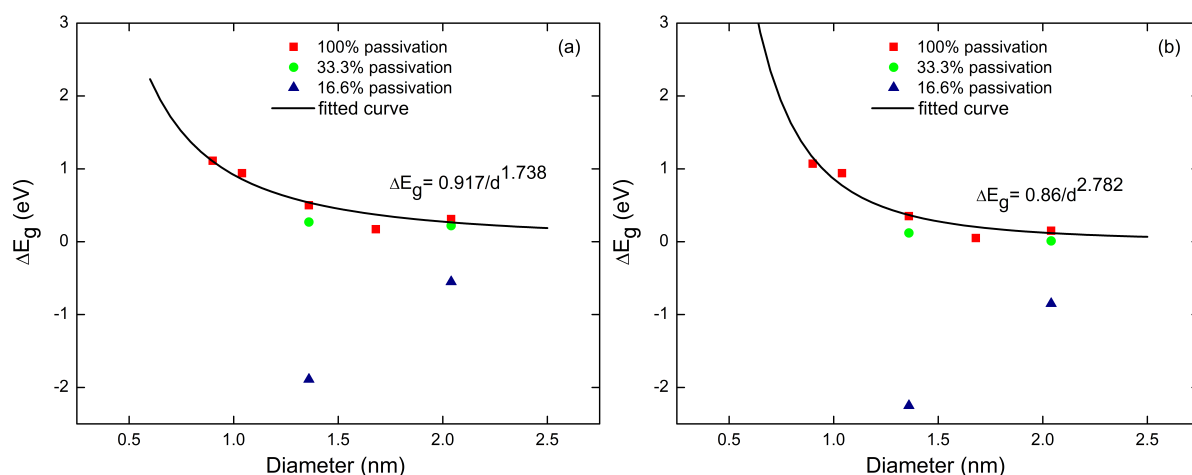 3
2
1
0
-1
-2
ΔEg (eV)
0.5 1.0 1.5 2.0 2.5
Diameter (nm)
100% passivation
33.3% passivation
16.6% passivation
fitted curve
(a)
ΔEg= 0.917/d1.738
3
2
1
0
-1
-2
ΔEg (eV)
0.5 1.0 1.5 2.0 2.5
Diameter (nm)
100% passivation
33.3% passivation
16.6% passivation
fitted curve
(b)
ΔEg= 0.86/d2.782